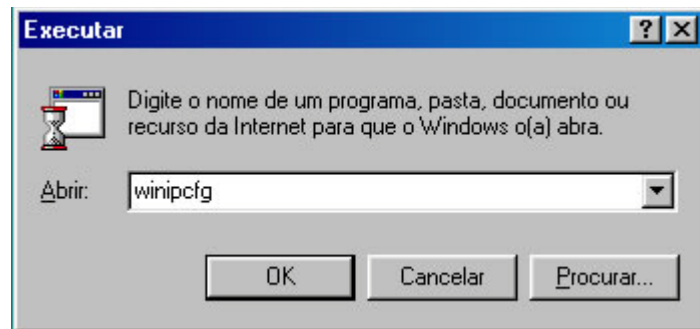 Executar
Digite o nome de um programa, pasta, documento ou
recurso da Internet para que o Windows o(a) abra.
Abrir: winipcfg
OK Cancelar Procurar...